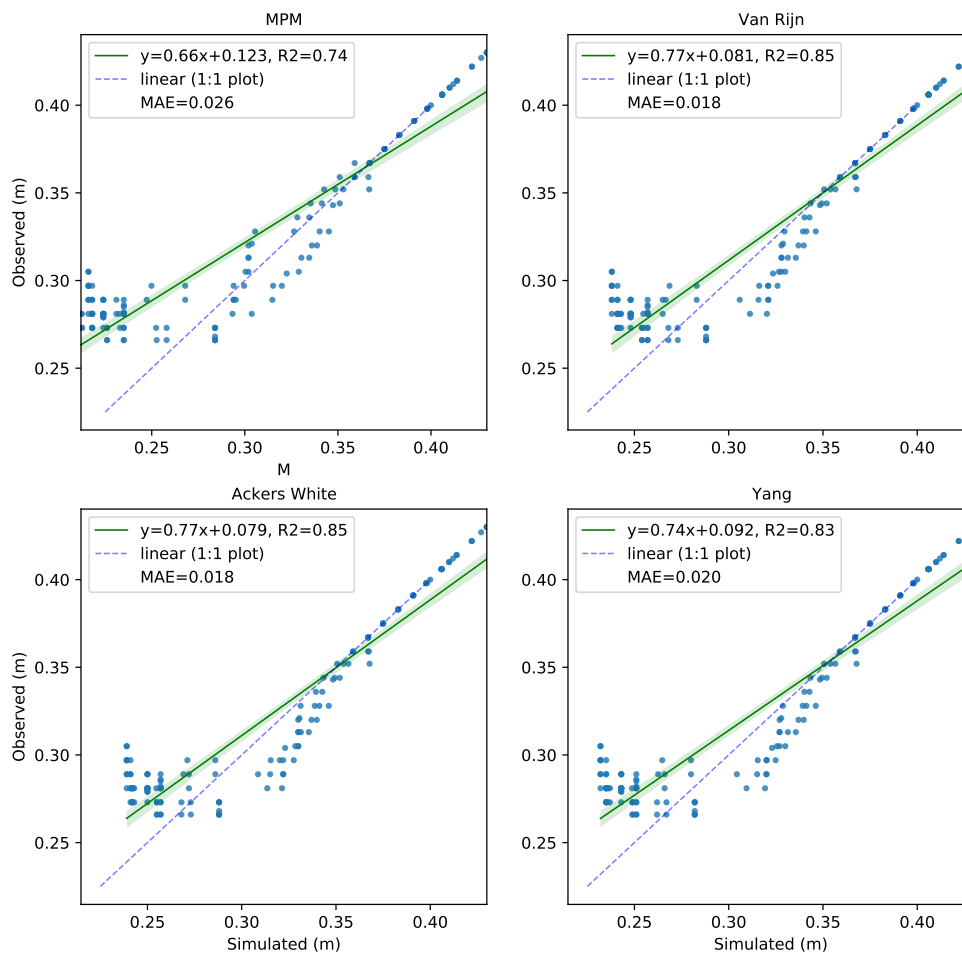 MPM
y=0.66x+0.123, R2=0.74
linear (1:1 plot)
MAE=0.026
0.40
0.35
0.30
0.25
Observed (m)
0.25 0.30 0.35 0.40
M
Van Rijn
y=0.77x+0.081, R2=0.85
linear (1:1 plot)
MAE=0.018
0.40
0.35
0.30
0.25
0.25 0.30 0.35 0.40
Ackers White
y=0.77x+0.079, R2=0.85
linear (1:1 plot)
MAE=0.018
0.40
0.35
0.30
0.25
Observed (m)
0.25 0.30 0.35 0.40
Simulated (m)
Yang
y=0.74x+0.092, R2=0.83
linear (1:1 plot)
MAE=0.020
0.40
0.35
0.30
0.25
0.25 0.30 0.35 0.40
Simulated (m)